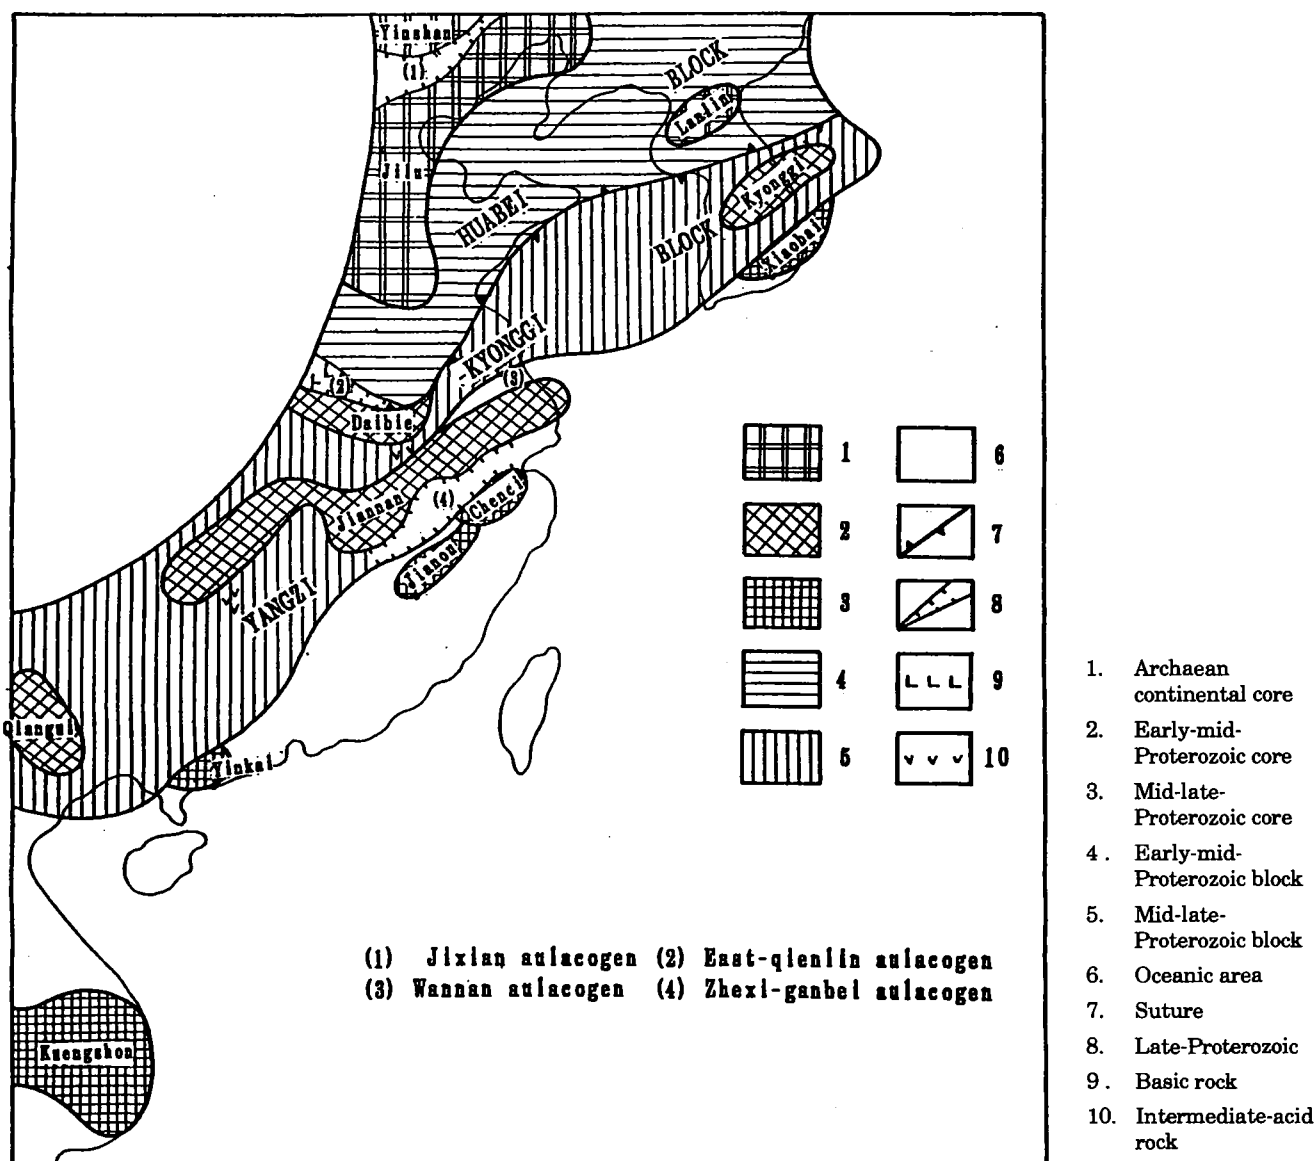 Yinshan
(1)
BLOCK
Lanlin
Jilu
Kyonggi
HUABEI
BLOCK
Xiaobai
-KYONGGI
(2)
(3)
Daibie
(4)
Chenci
Jiannan
Jianou
YANGZI
Qiangui
Yinkai
Kuengshon
1
6
2
7
3
8
4
9
5
10
(1) Jixian aulacogen (2) East-qienlin aulacogen
(3) Wannan aulacogen (4) Zhexi-ganbei aulacogen
1. Archaean
continental core
2. Early-mid-
Proterozoic core
3. Mid-late-
Proterozoic core
4. Early-mid-
Proterozoic block
5. Mid-late-
Proterozoic block
6. Oceanic area
7. Suture
8. Late-Proterozoic
9. Basic rock
10. Intermediate-acid
rock